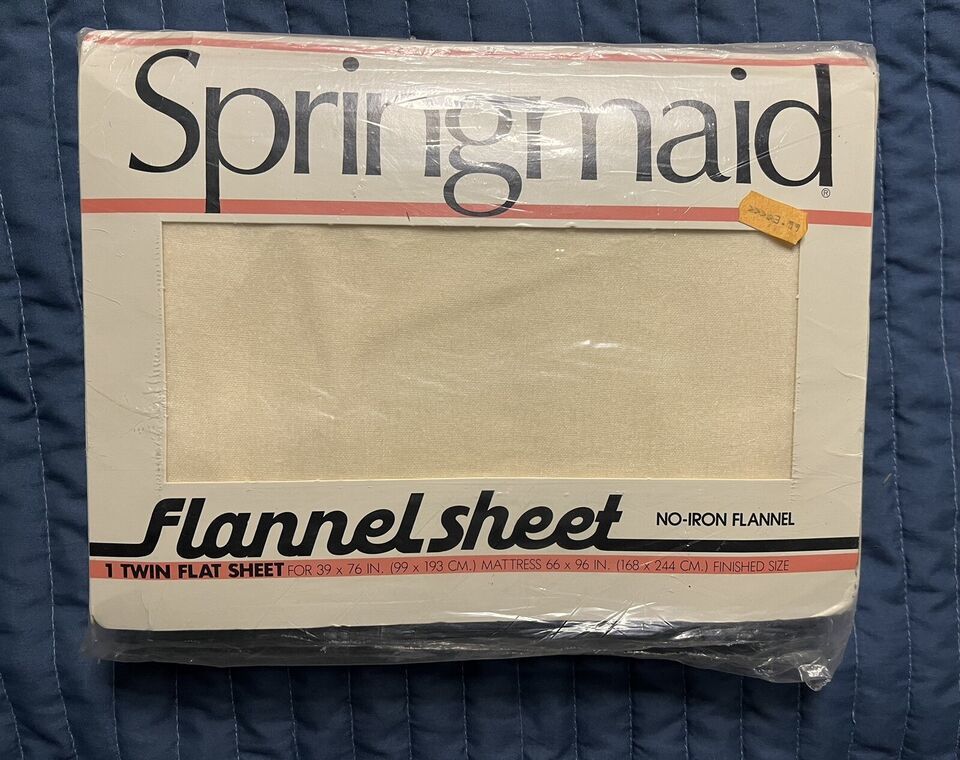 Springmaid®
flannel sheet
NO-IRON FLANNEL
1 TWIN FLAT SHEET FOR 39 x 76 IN. (99 x 193 CM.) MATTRESS 66 x 96 IN. (168 x 244 CM.) FINISHED SIZE